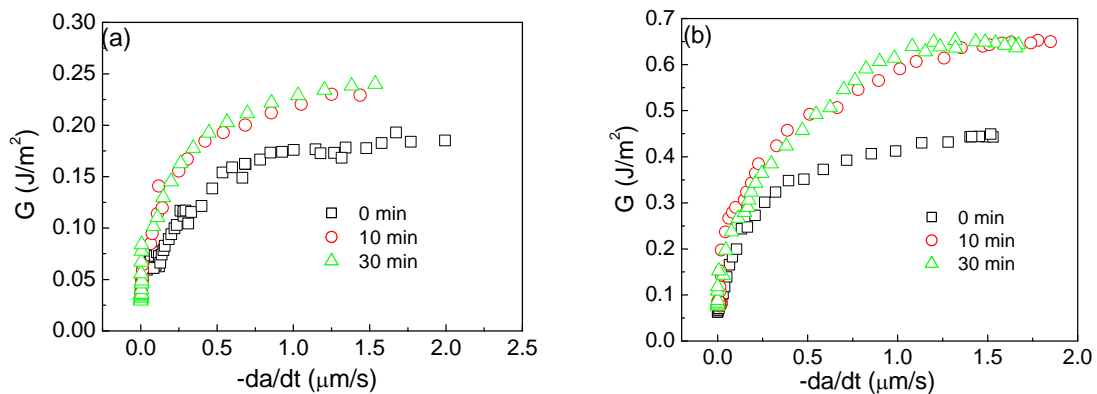 (a)
0.30
0.25
0.20
0.15
0.10
0.05
0.00
G (J/m²)
0 min
10 min
30 min
0.0 0.5 1.0 1.5 2.0 2.5
-da/dt (μm/s)
(b)
0.7
0.6
0.5
0.4
0.3
0.2
0.1
0.0
G (J/m²)
0 min
10 min
30 min
0.0 0.5 1.0 1.5 2.0
-da/dt (μm/s)